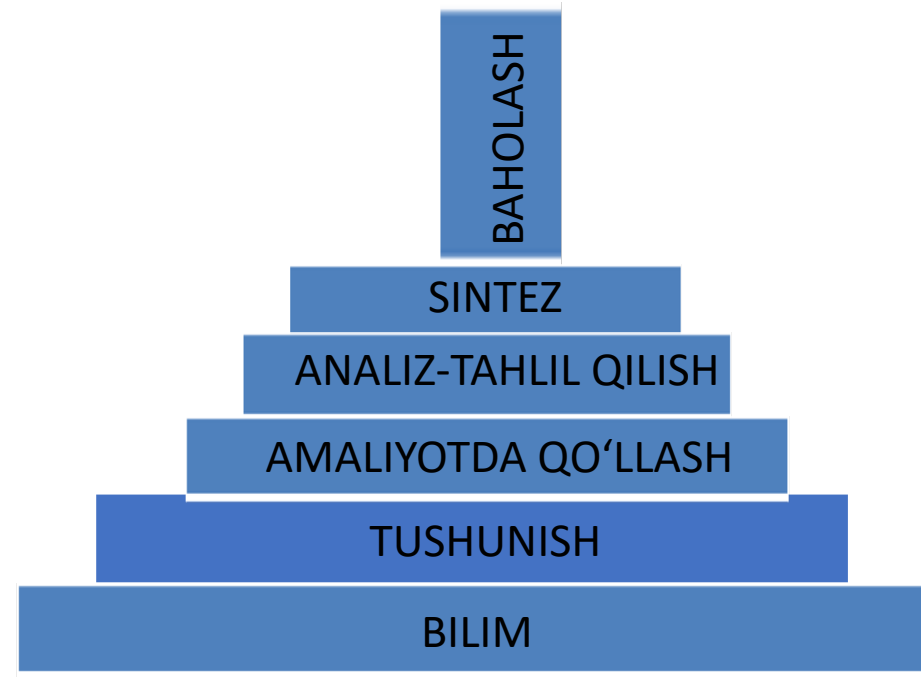 BAHOLASH
SINTEZ
ANALIZ-TAHLIL QILISH
AMALIYOTDA QO‘LLASH
TUSHUNISH
BILIM